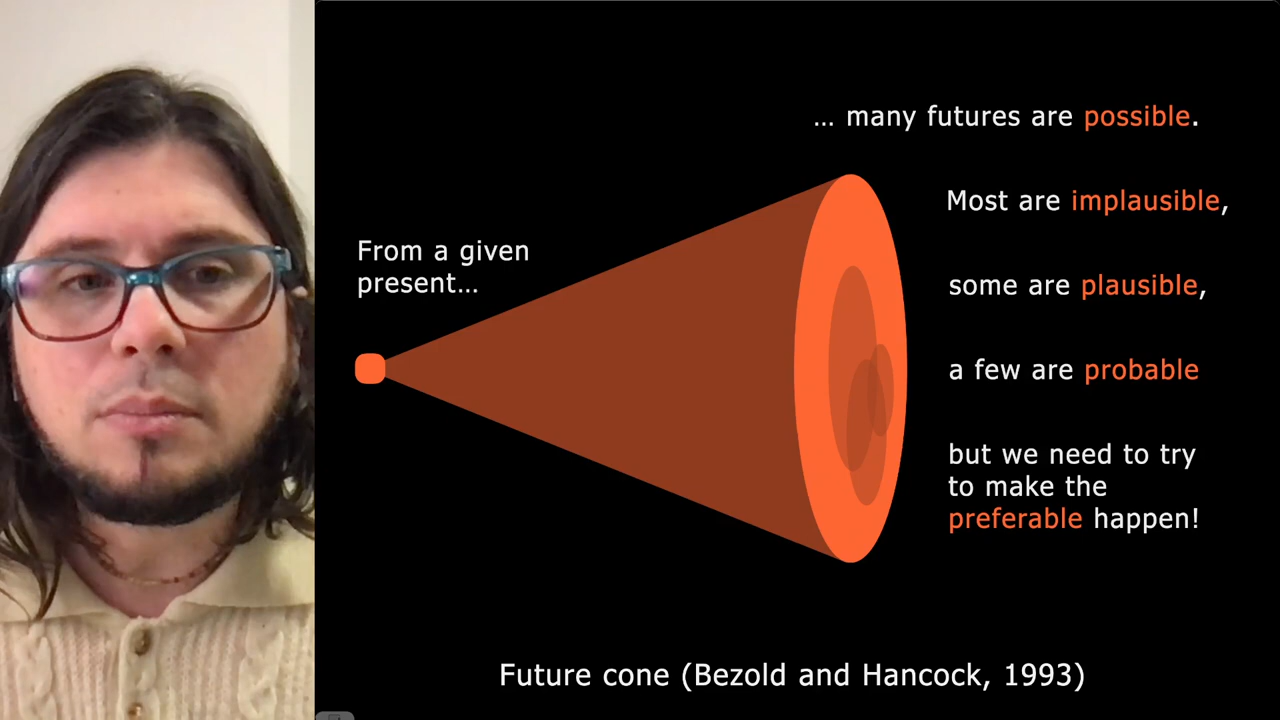 ... many futures are possible.
Most are implausible,
From a given
present...
some are plausible,
a few are probable
but we need to try
to make the
preferable happen!
Future cone (Bezold and Hancock, 1993)